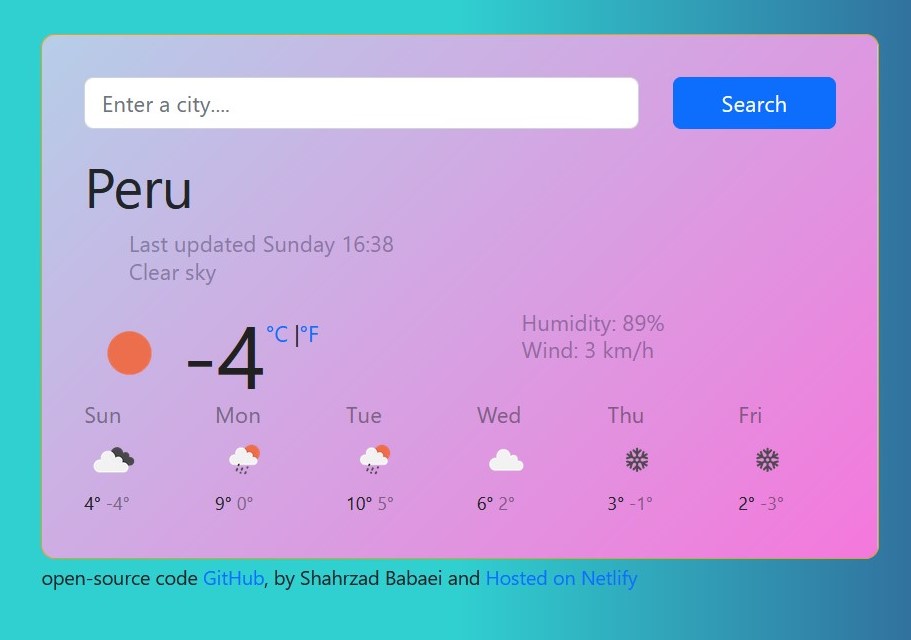 Enter a city....
Search
Peru
Last updated Sunday 16:38
Clear sky
-4 °C |°F
Humidity: 89%
Wind: 3 km/h
Sun Mon Tue Wed Thu Fri
4° -4° 9° 0° 10° 5° 6° 2° 3° -1° 2° -3°
open-source code GitHub, by Shahrzad Babaei and Hosted on Netlify